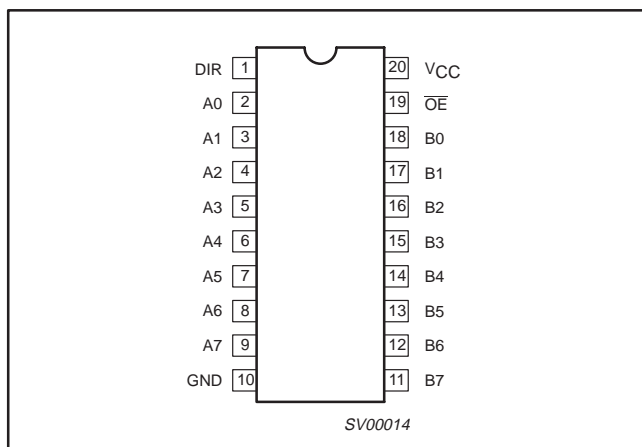 DIR 1 20 VCC
A0 2 19 O̅E̅
A1 3 18 B0
A2 4 17 B1
A3 5 16 B2
A4 6 15 B3
A5 7 14 B4
A6 8 13 B5
A7 9 12 B6
GND 10 11 B7
SV00014